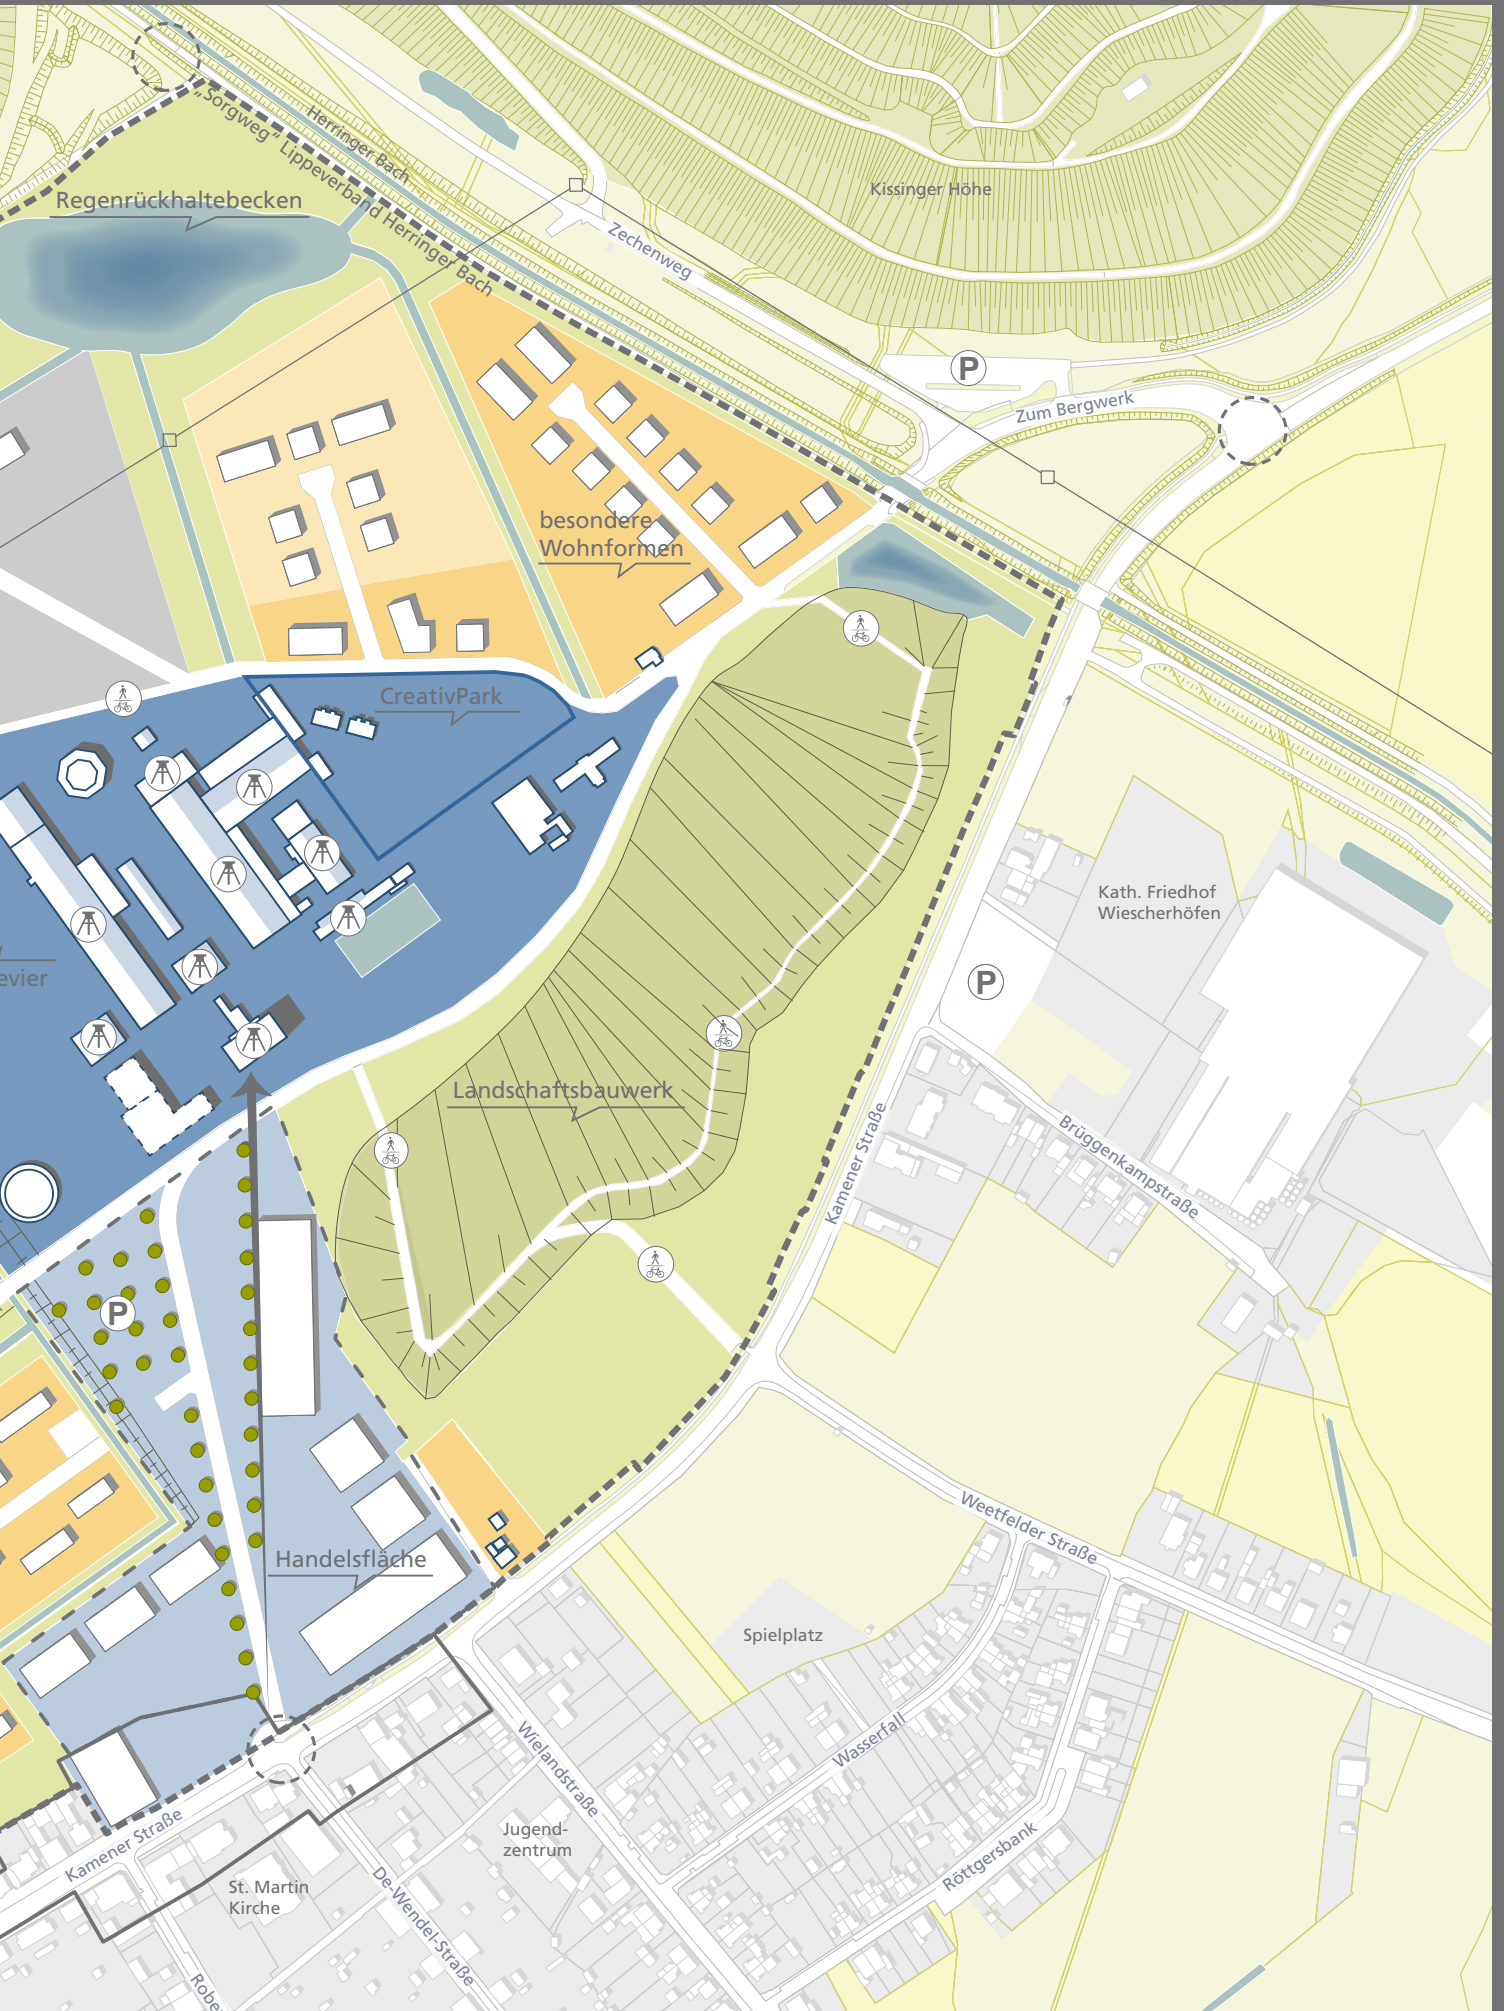 „Sorgweg“ Lippeverband Herringer Bach
Herringer Bach
Regenrückhaltebecken
Kissinger Höhe
Zechenweg
P
Zum Bergwerk
besondere
Wohnformen
CreativPark
Kath. Friedhof
Wiescherhöfen
evier
P
Landschaftsbauwerk
Kamener Straße
Brüggenkampstraße
P
Weetfelder Straße
Handelsfläche
Spielplatz
Wasserfall
Wielandstraße
Kamener Straße
Jugend-
zentrum
Röttgersbank
St. Martin
Kirche
De-Wendel-Straße
Rober